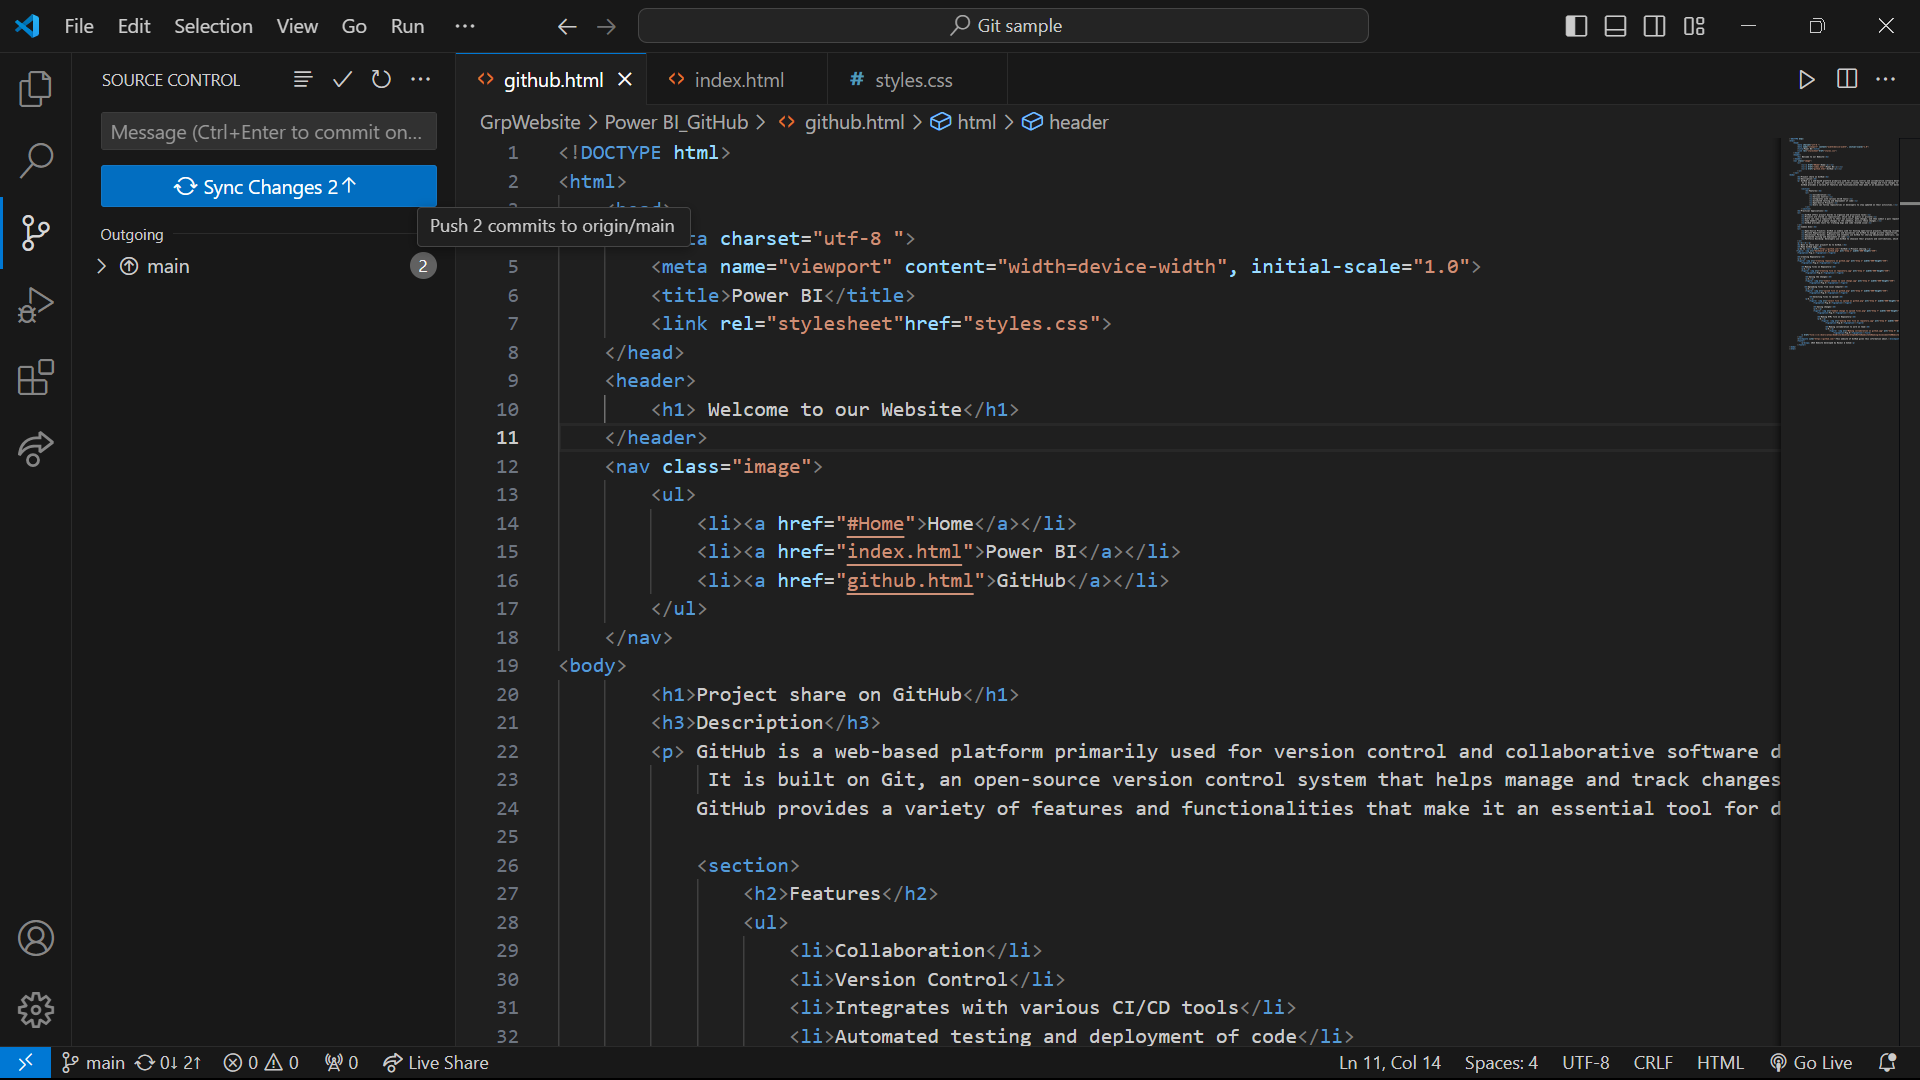 File Edit Selection View Go Run ···
Git sample
SOURCE CONTROL
github.html
index.html
# styles.css
Message (Ctrl+Enter to commit on...
Sync Changes 2↑
Push 2 commits to origin/main
Outgoing
main 2
GrpWebsite > Power BI_GitHub > github.html > html > header
1 <!DOCTYPE html>
2 <html>
charset="utf-8 ">
5 <meta name="viewport" content="width=device-width", initial-scale="1.0">
6 <title>Power BI</title>
7 <link rel="stylesheet"href="styles.css">
8 </head>
9 <header>
10 <h1> Welcome to our Website</h1>
11 </header>
12 <nav class="image">
13 <ul>
14 <li><a href="#Home">Home</a></li>
15 <li><a href="index.html">Power BI</a></li>
16 <li><a href="github.html">GitHub</a></li>
17 </ul>
18 </nav>
19 <body>
20 <h1>Project share on GitHub</h1>
21 <h3>Description</h3>
22 <p> GitHub is a web-based platform primarily used for version control and collaborative software d
23 It is built on Git, an open-source version control system that helps manage and track changes
24 GitHub provides a variety of features and functionalities that make it an essential tool for d
25
26 <section>
27 <h2>Features</h2>
28 <ul>
29 <li>Collaboration</li>
30 <li>Version Control</li>
31 <li>Integrates with various CI/CD tools</li>
32 <li>Automated testing and deployment of code</li>
main 0↓ 2↑ 0 0 0 Live Share
Ln 11, Col 14 Spaces: 4 UTF-8 CRLF HTML Go Live